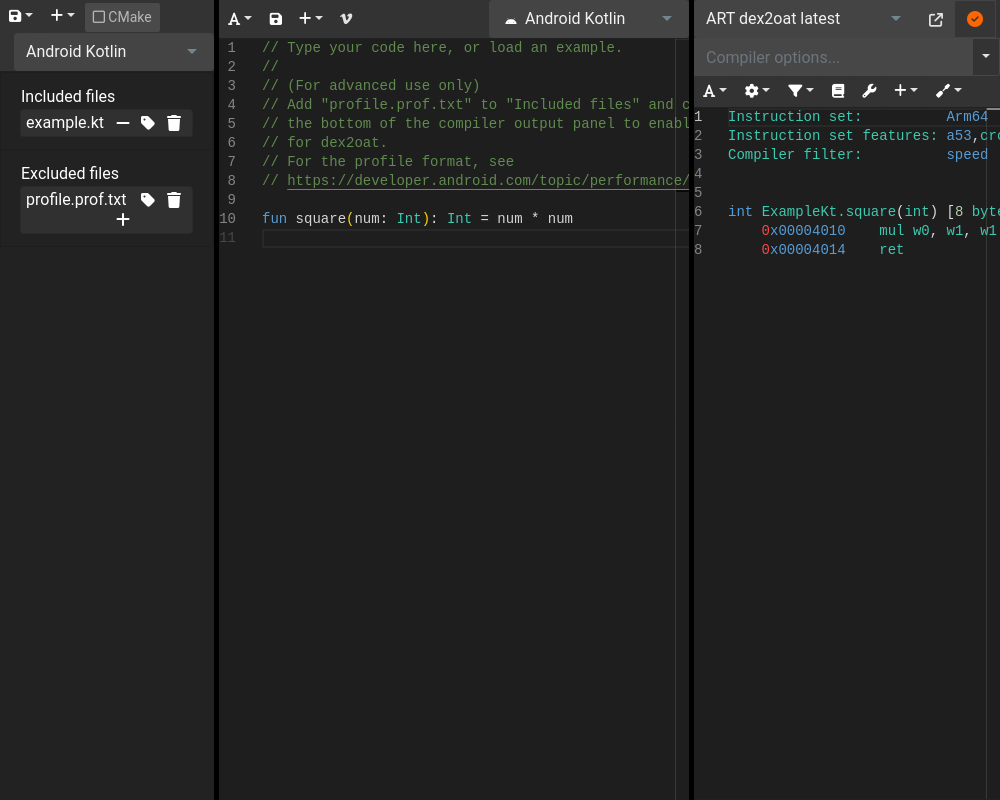 CMake
Android Kotlin
Included files
example.kt
Excluded files
profile.prof.txt
A
Android Kotlin
1 // Type your code here, or load an example.
2 //
3 // (For advanced use only)
4 // Add "profile.prof.txt" to "Included files" and
5 // the bottom of the compiler output panel to
6 // for dex2oat.
7 // For the profile format, see
8 // https://developer.android.com/topic/performance/
9
10 fun square(num: Int): Int = num * num
11
ART dex2oat latest
Compiler options...
A
1 Instruction set: Arm64
2 Instruction set features: a53,
3 Compiler filter: speed
4
5
6 int ExampleKt.square(int) [8
7 0x00004010 mul w0, w1, w1
8 0x00004014 ret